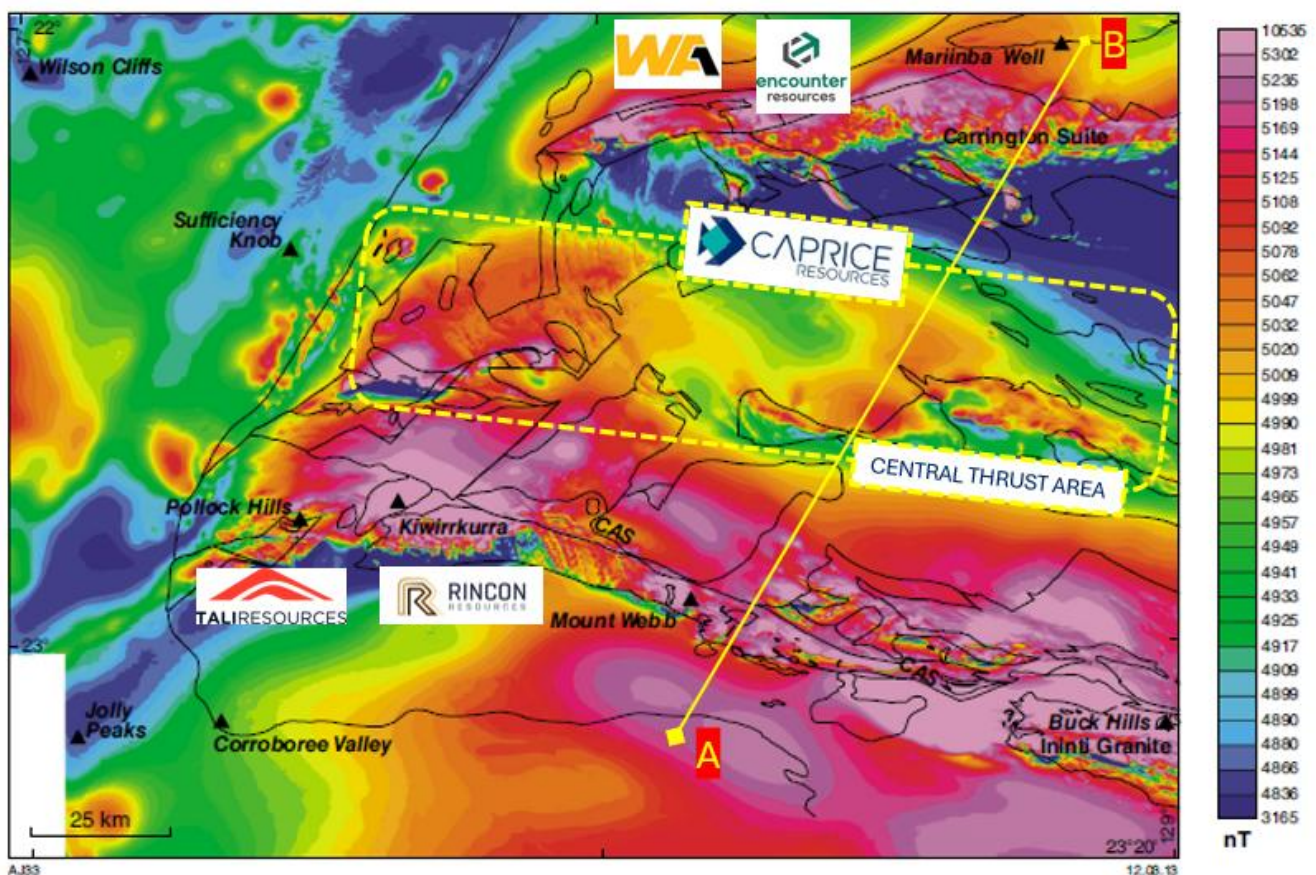 22°
127°
Wilson Cliffs
WA
encounter
resources
Mariinba Well
B
Carrington Suite
Sufficiency
Knob
CAPRICE
RESOURCES
CENTRAL THRUST AREA
Pollock Hills
Kiwirrkurra
CAS
TALIRESOURCES
RINCON
RESOURCES
Mount Webb
23°
CAS
Jolly
Peaks
Corroboree Valley
A
Buck Hills
Ininti Granite
25 km
23°20'
129°
AJ33
12.03.13
10535
5302
5235
5198
5169
5144
5125
5108
5092
5078
5062
5047
5032
5020
5009
4999
4990
4981
4973
4965
4957
4949
4941
4933
4925
4917
4909
4899
4890
4880
4866
4836
3165
nT